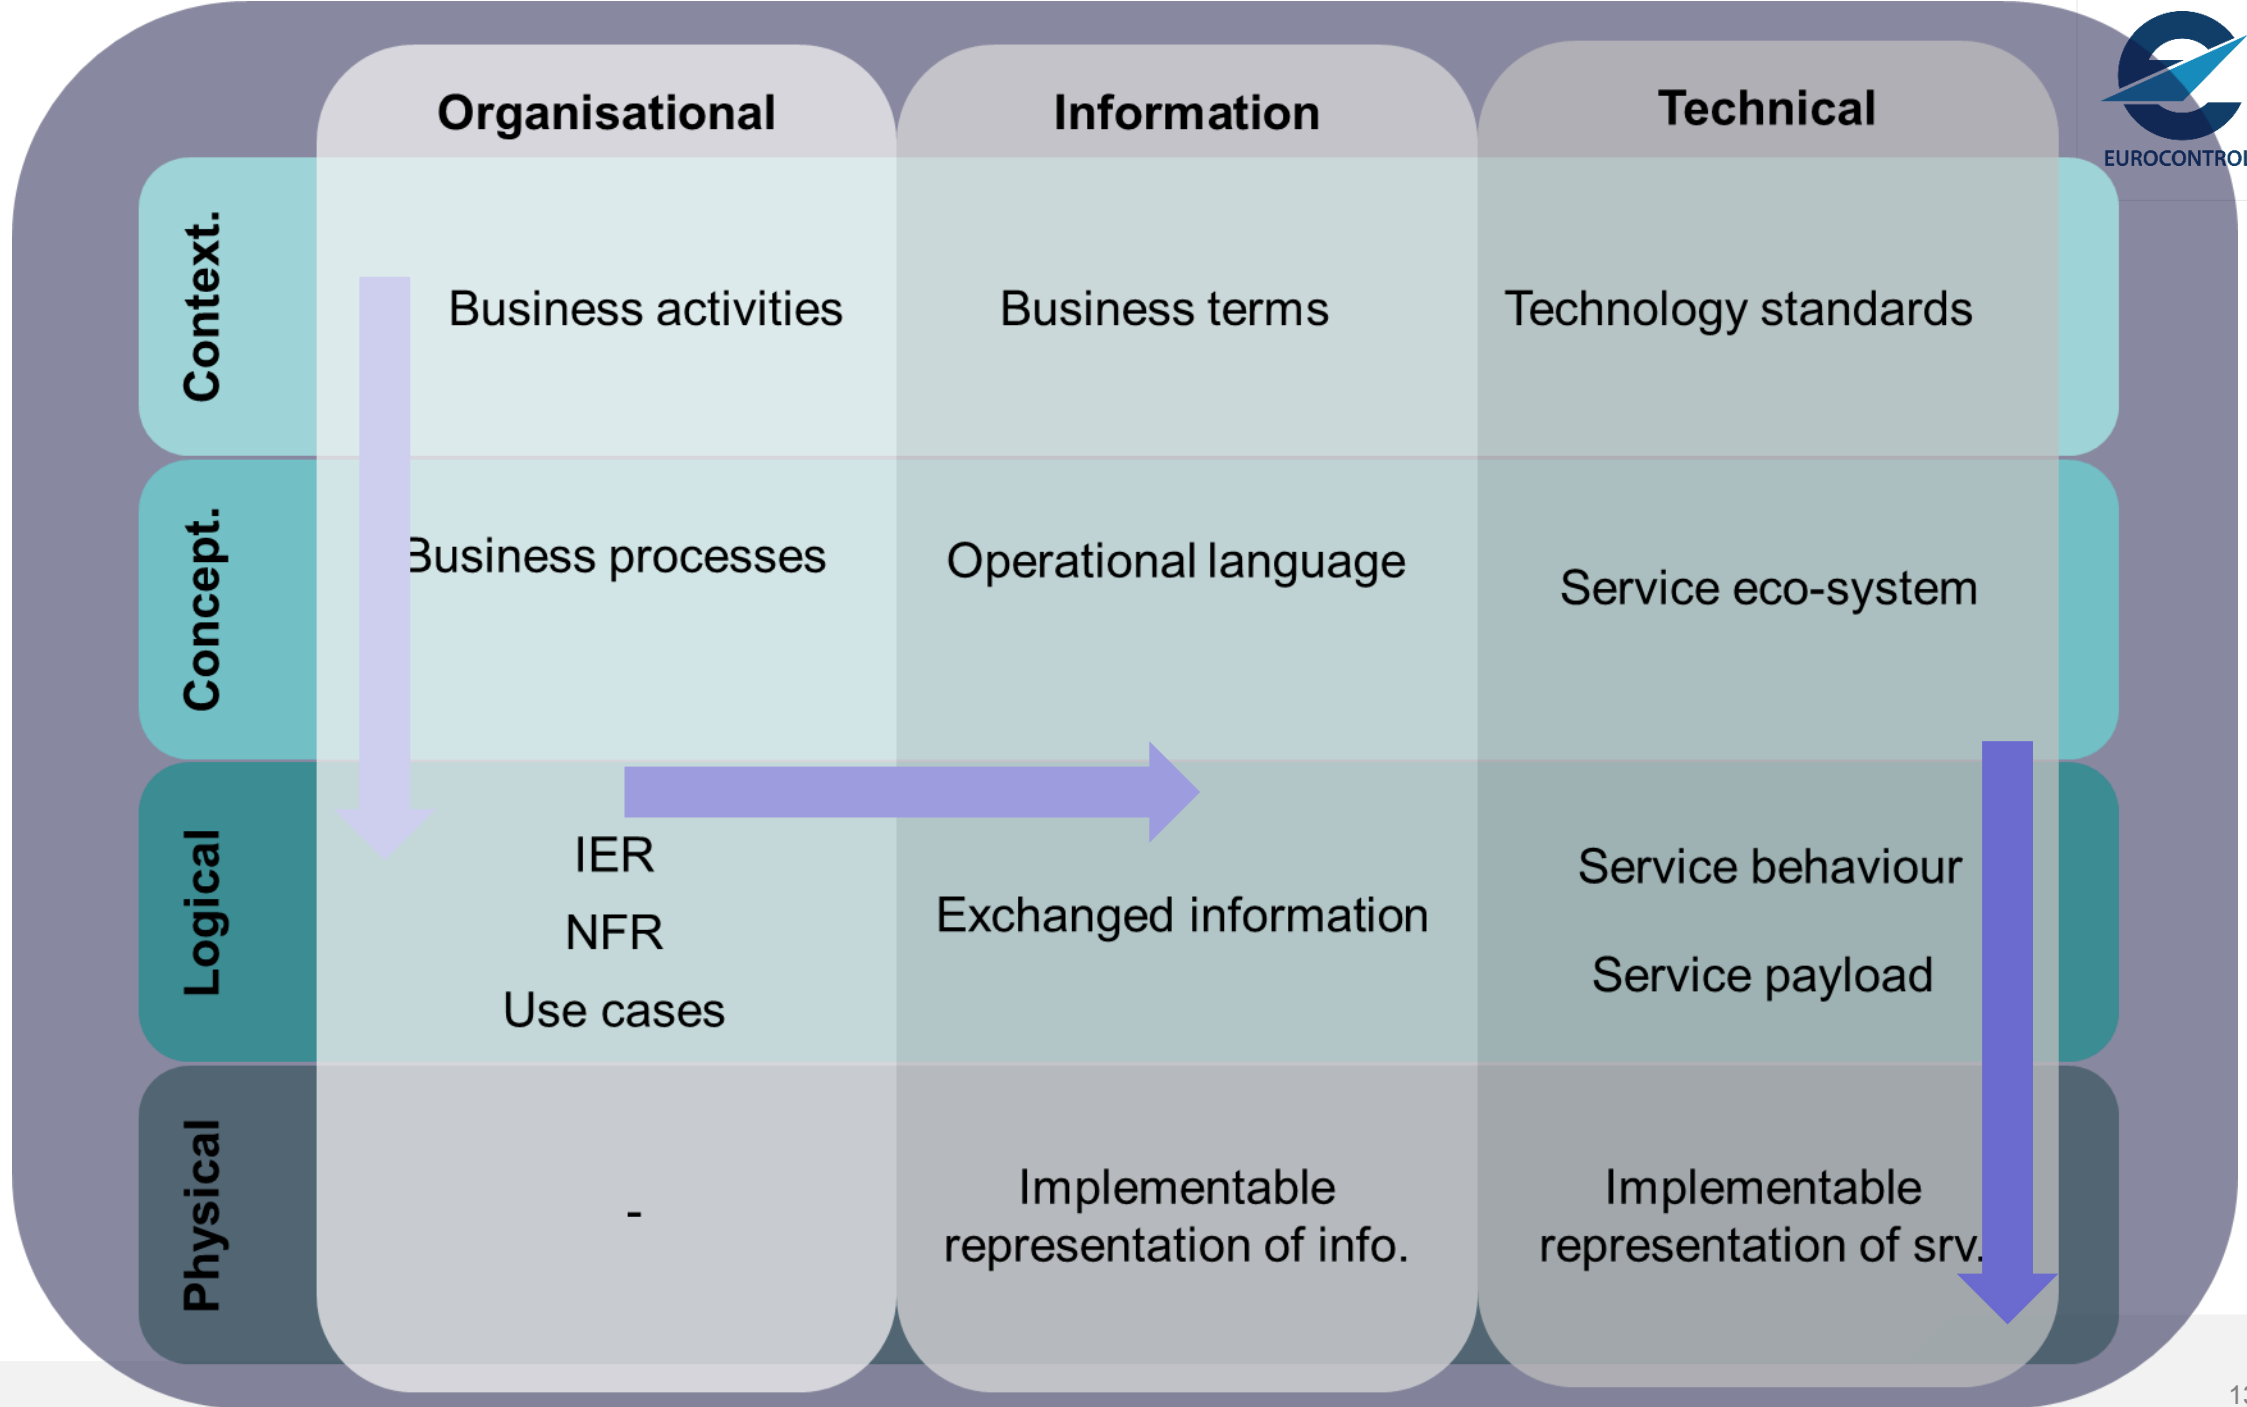 Organisational
Information
Technical
EUROCONTROL
Context.
Business activities
Business terms
Technology standards
Concept.
Business processes
Operational language
Service eco-system
Logical
IER
NFR
Use cases
Exchanged information
Service behaviour
Service payload
Physical
-
Implementable
representation of info.
Implementable
representation of srv.